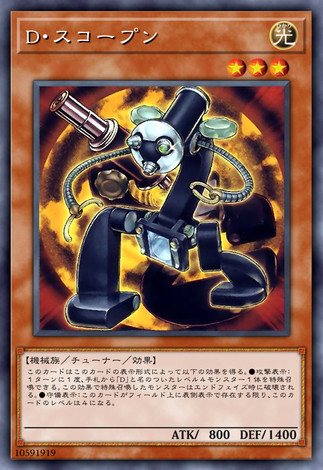 D・スコープン
光
[機械族／チューナー／効果]
このカードはこのカードの表示形式によって以下の効果を得る。●攻撃表示：
１ターンに１度、手札から「D」と名のついたレベル４モンスター１体を特殊召
喚できる。この効果で特殊召喚したモンスターはエンドフェイズ時に破壊され
る。●守備表示：このカードがフィールド上に表側表示で存在する限り、このカ
ードのレベルは４になる。
ATK/ 800 DEF/1400
10591919